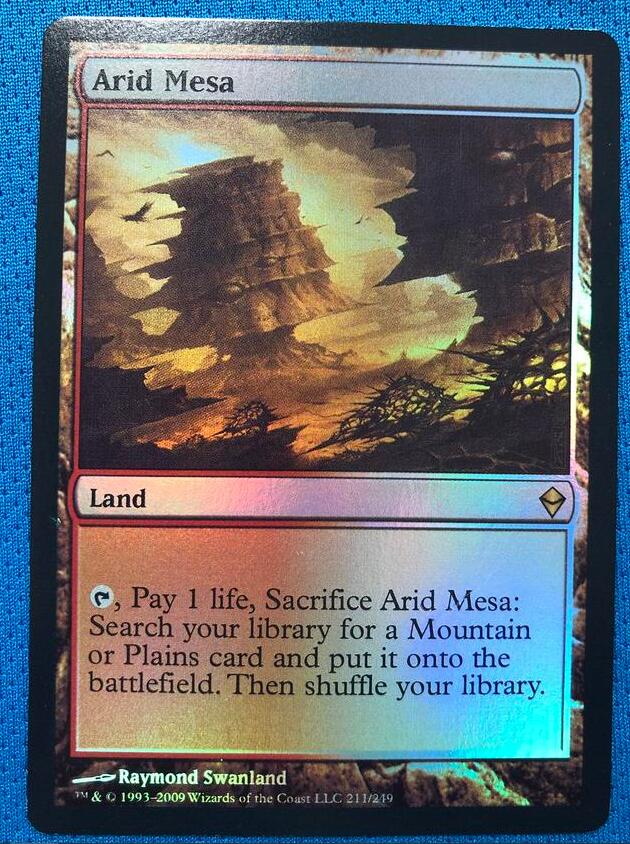 Arid Mesa
Land
, Pay 1 life, Sacrifice Arid Mesa:
Search your library for a Mountain
or Plains card and put it onto the
battlefield. Then shuffle your library.
Raymond Swanland
™ & © 1993–2009 Wizards of the Coast LLC 211/249